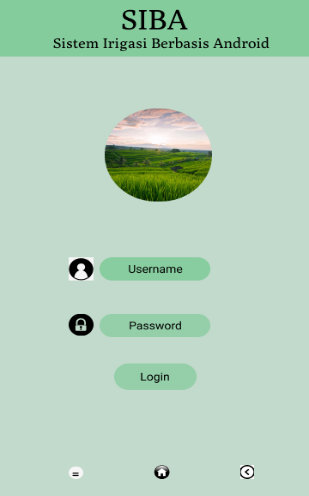 SIBA
Sistem Irigasi Berbasis Android
Username
Password
Login